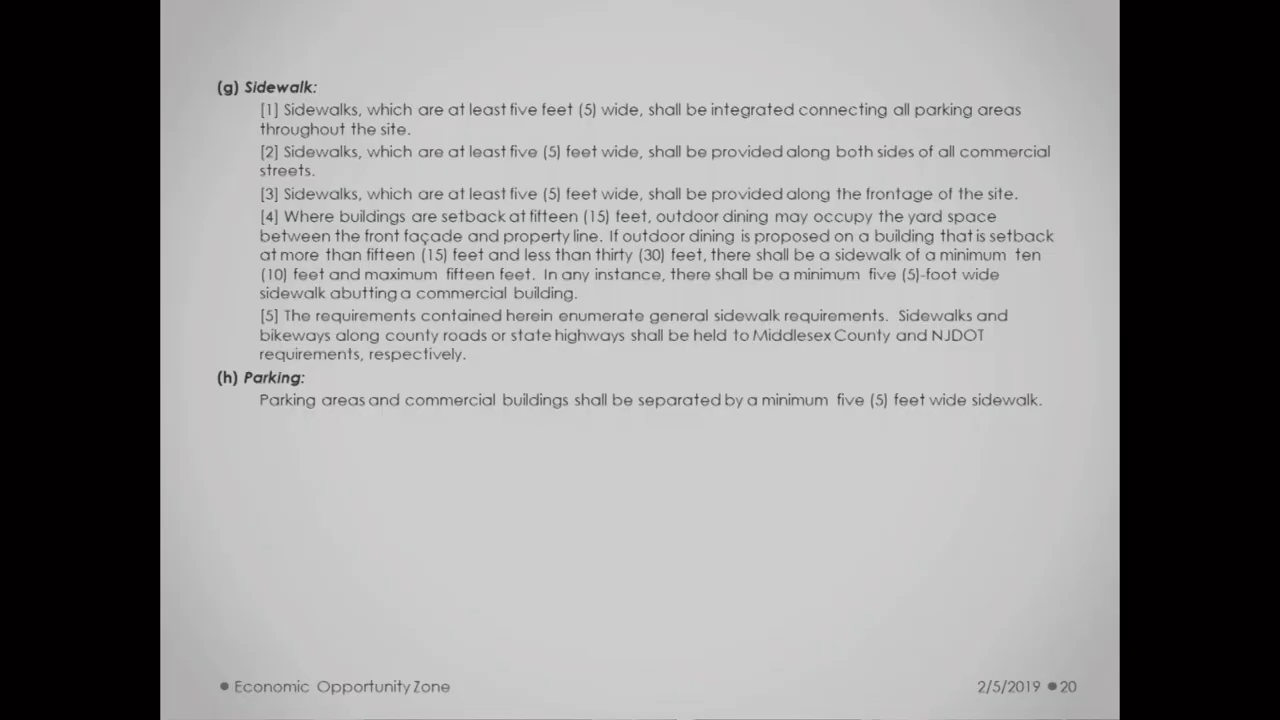 (g) Sidewalk:
[1] Sidewalks, which are at least five feet (5) wide, shall be integrated connecting all parking areas
throughout the site.
[2] Sidewalks, which are at least five (5) feet wide, shall be provided along both sides of all commercial
streets.
[3] Sidewalks, which are at least five (5) feet wide, shall be provided along the frontage of the site.
[4] Where buildings are setback at fifteen (15) feet, outdoor dining may occupy the yard space
between the front façade and property line. If outdoor dining is proposed on a building that is setback
at more than fifteen (15) feet and less than thirty (30) feet, there shall be a sidewalk of a minimum ten
(10) feet and maximum fifteen feet. In any instance, there shall be a minimum five (5)-foot wide
sidewalk abutting a commercial building.
[5] The requirements contained herein enumerate general sidewalk requirements. Sidewalks and
bikeways along county roads or state highways shall be held to Middlesex County and NJDOT
requirements, respectively.
(h) Parking:
Parking areas and commercial buildings shall be separated by a minimum five (5) feet wide sidewalk.
• Economic Opportunity Zone
2/5/2019 • 20